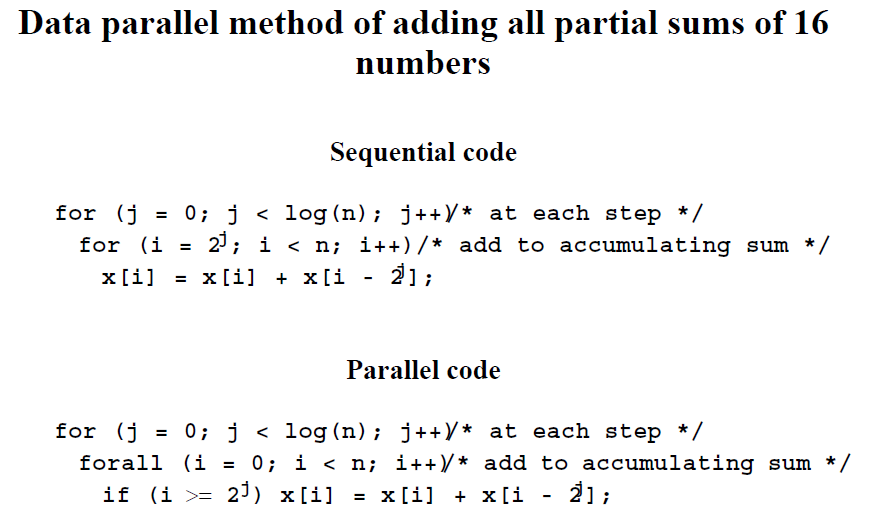 Data parallel method of adding all partial sums of 16
numbers
Sequential code
for (j = 0; j < log(n); j++)/* at each step */
for (i = 2ʲ; i < n; i++)/* add to accumulating sum */
x[i] = x[i] + x[i - 2ʲ];
Parallel code
for (j = 0; j < log(n); j++)/* at each step */
forall (i = 0; i < n; i++)/* add to accumulating sum */
if (i >= 2ʲ) x[i] = x[i] + x[i - 2ʲ];